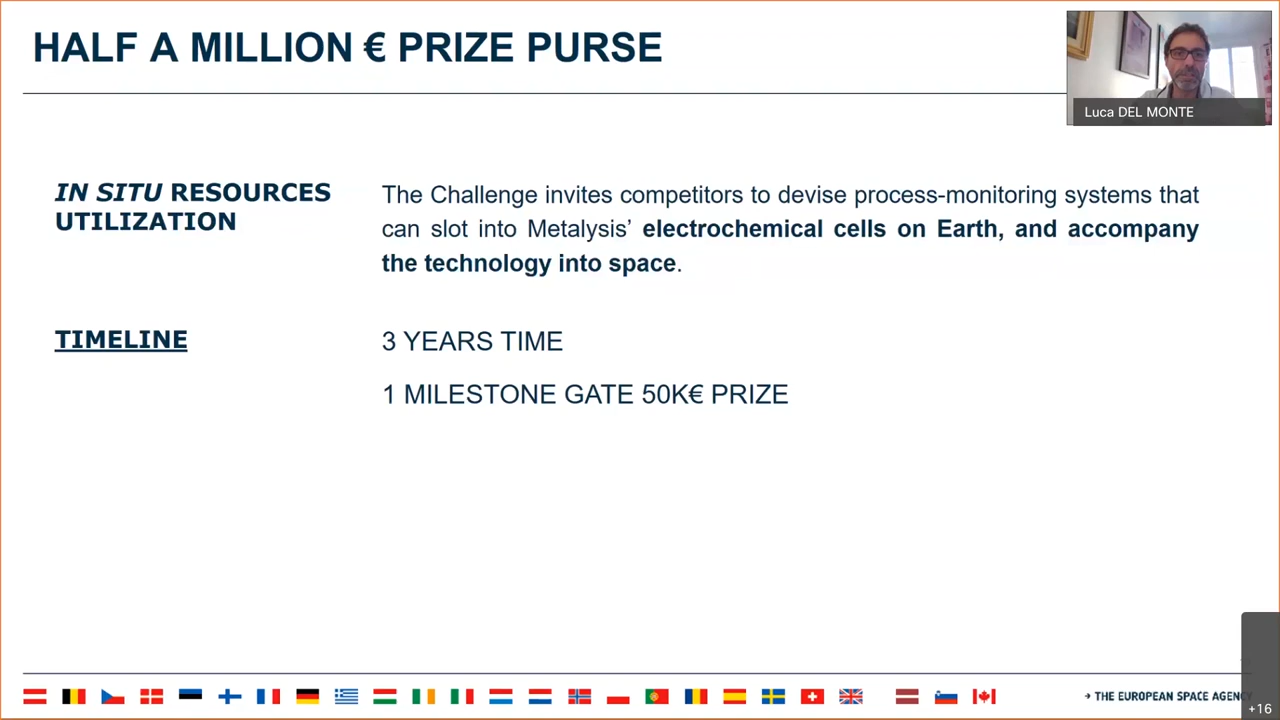 HALF A MILLION € PRIZE PURSE
Luca DEL MONTE
IN SITU RESOURCES
UTILIZATION
The Challenge invites competitors to devise process-monitoring systems that
can slot into Metalysis’ electrochemical cells on Earth, and accompany
the technology into space.
TIMELINE
3 YEARS TIME
1 MILESTONE GATE 50K€ PRIZE
THE EUROPEAN SPACE AGENCY
+16